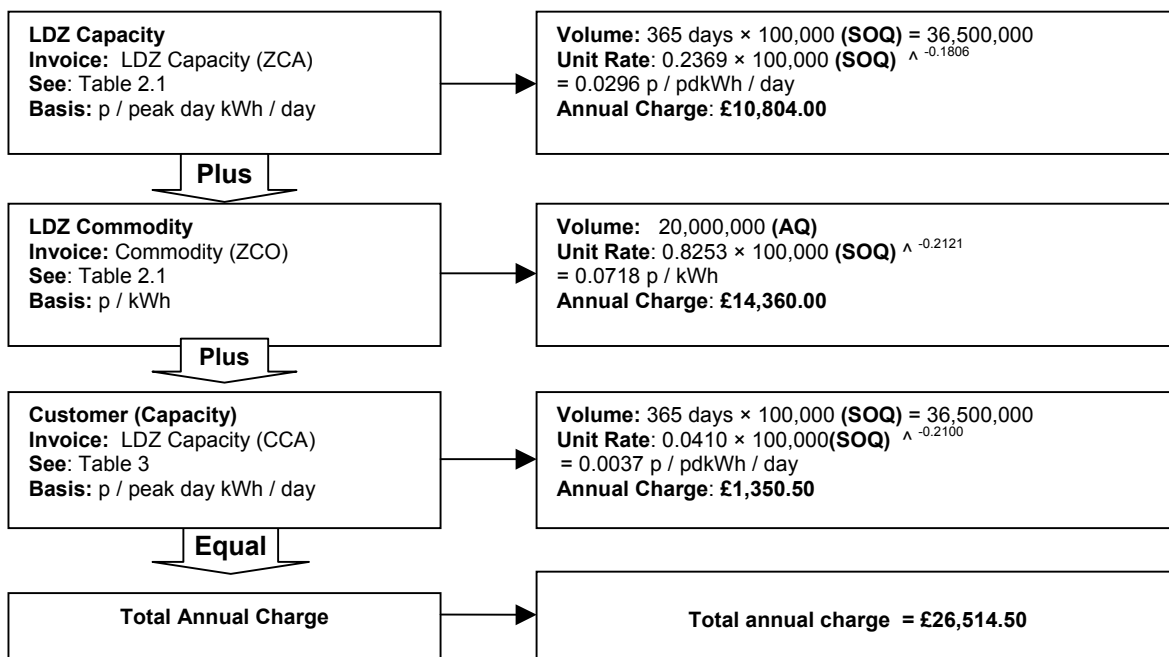 LDZ Capacity
Invoice: LDZ Capacity (ZCA)
See: Table 2.1
Basis: p / peak day kWh / day
Volume: 365 days × 100,000 (SOQ) = 36,500,000
Unit Rate: 0.2369 × 100,000 (SOQ) ^ -0.1806
= 0.0296 p / pdkWh / day
Annual Charge: £10,804.00
Plus
LDZ Commodity
Invoice: Commodity (ZCO)
See: Table 2.1
Basis: p / kWh
Volume: 20,000,000 (AQ)
Unit Rate: 0.8253 × 100,000 (SOQ) ^ -0.2121
= 0.0718 p / kWh
Annual Charge: £14,360.00
Plus
Customer (Capacity)
Invoice: LDZ Capacity (CCA)
See: Table 3
Basis: p / peak day kWh / day
Volume: 365 days × 100,000 (SOQ) = 36,500,000
Unit Rate: 0.0410 × 100,000(SOQ) ^ -0.2100
= 0.0037 p / pdkWh / day
Annual Charge: £1,350.50
Equal
Total Annual Charge
Total annual charge = £26,514.50